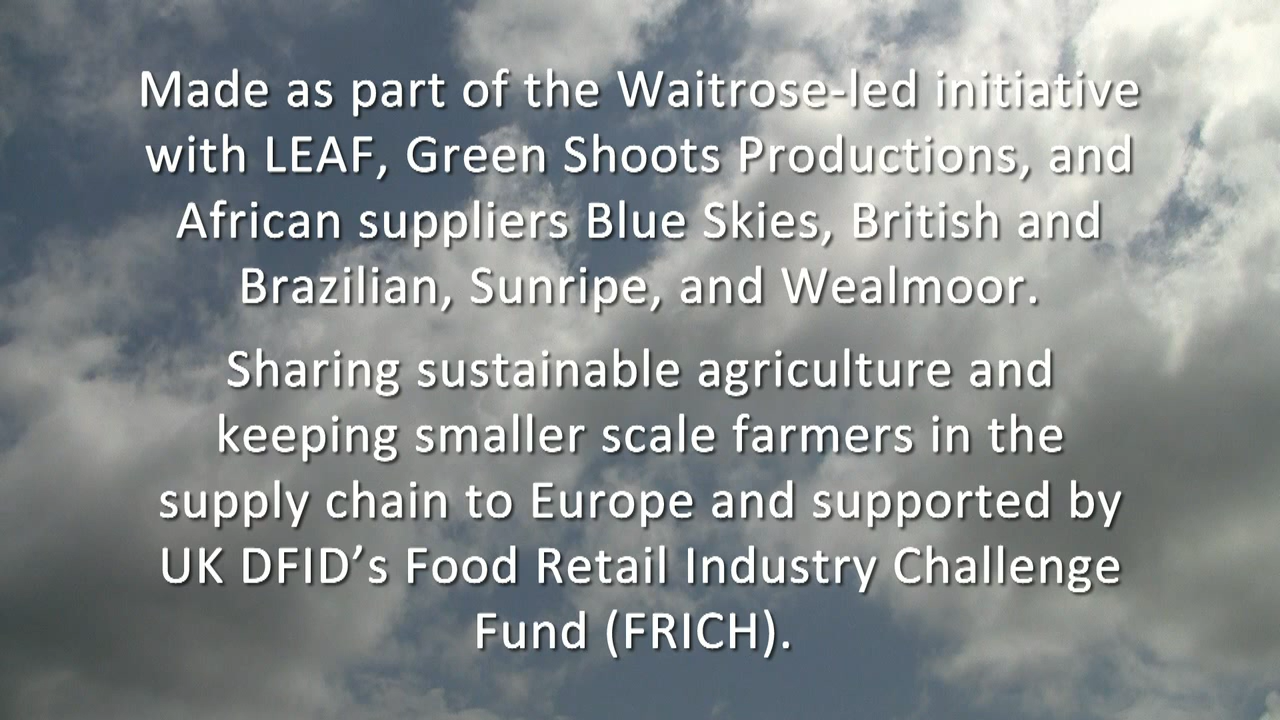 Made as part of the Waitrose-led initiative
with LEAF, Green Shoots Productions, and
African suppliers Blue Skies, British and
Brazilian, Sunripe, and Wealmoor.
Sharing sustainable agriculture and
keeping smaller scale farmers in the
supply chain to Europe and supported by
UK DFID’s Food Retail Industry Challenge
Fund (FRICH).